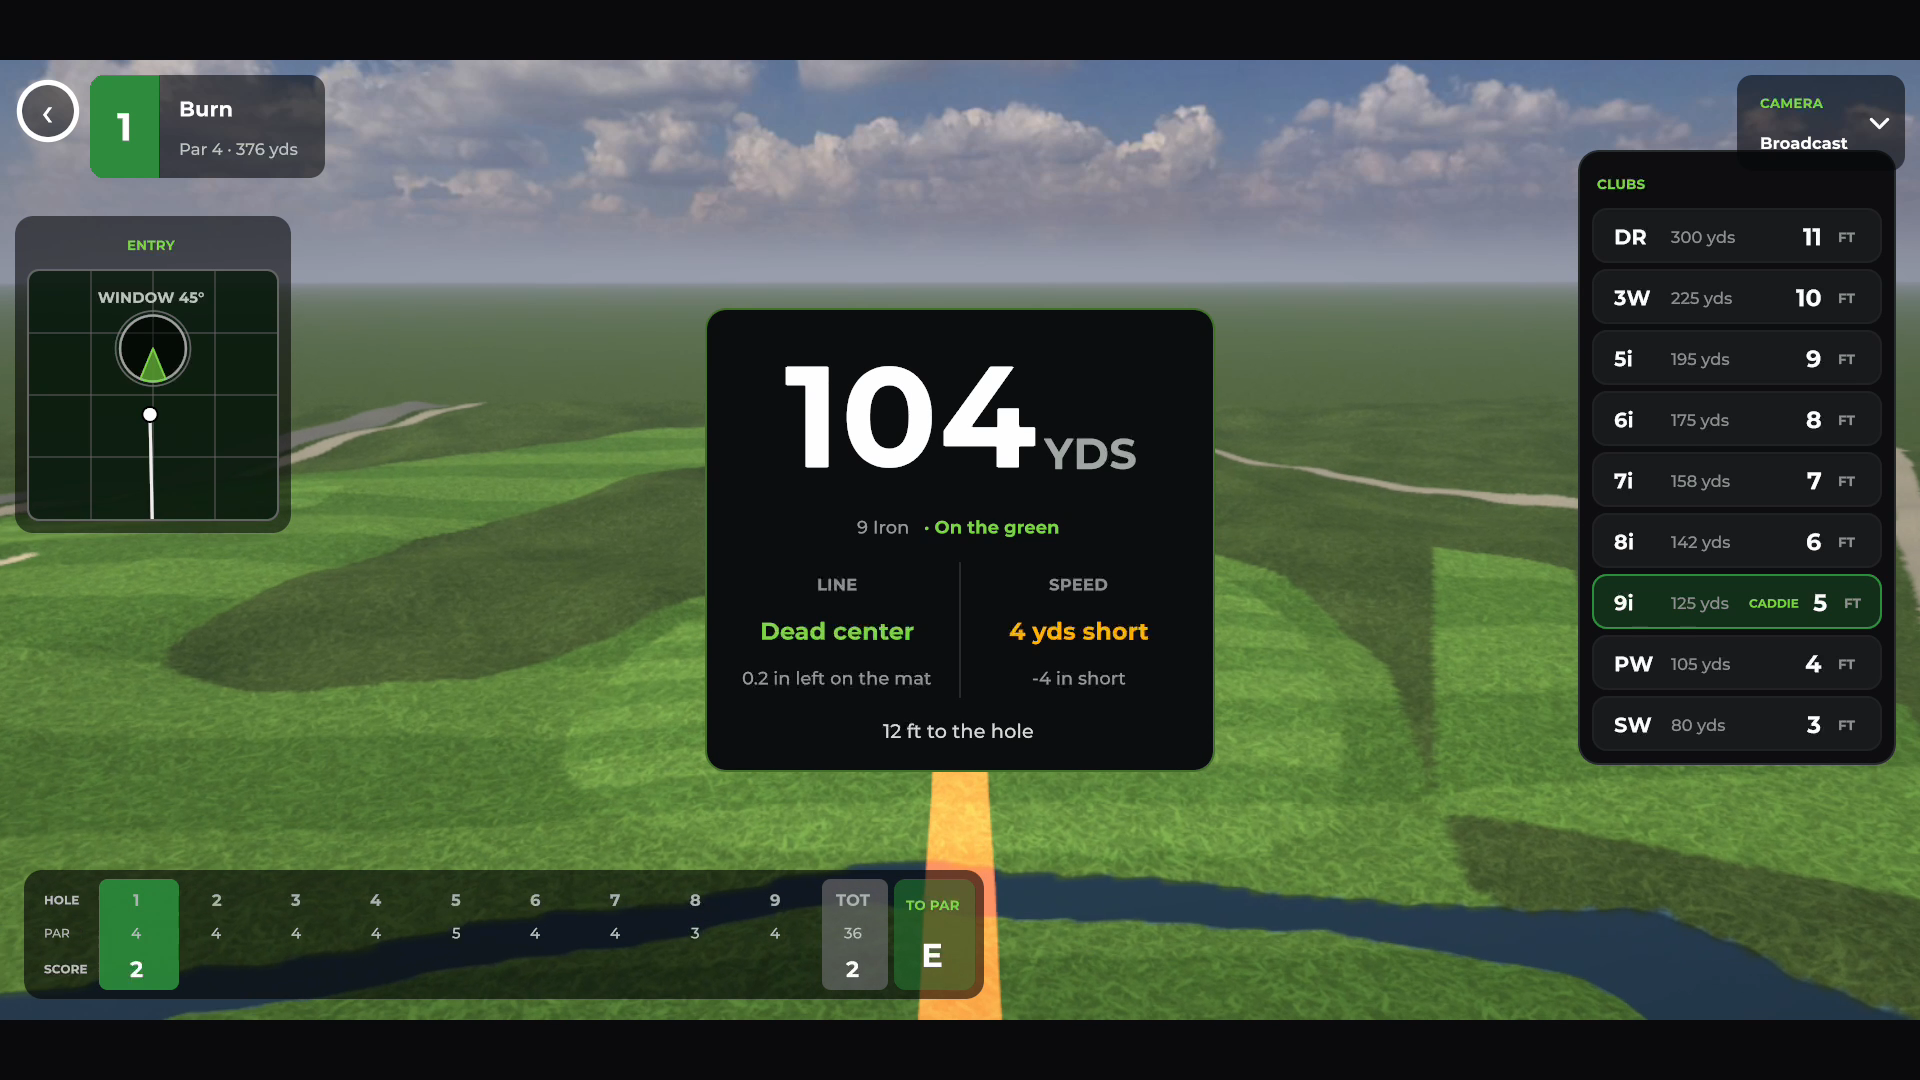 1
Burn
Par 4 · 376 yds
CAMERA
Broadcast
ENTRY
WINDOW 45°
104 YDS
9 Iron · On the green
LINE
Dead center
0.2 in left on the mat
SPEED
4 yds short
-4 in short
12 ft to the hole
CLUBS
DR 300 yds 11 FT
3W 225 yds 10 FT
5i 195 yds 9 FT
6i 175 yds 8 FT
7i 158 yds 7 FT
8i 142 yds 6 FT
9i 125 yds CADDIE 5 FT
PW 105 yds 4 FT
SW 80 yds 3 FT
HOLE 1 2 3 4 5 6 7 8 9 TOT
PAR 4 4 4 4 5 4 4 3 4 36
SCORE 2 2
TO PAR
E